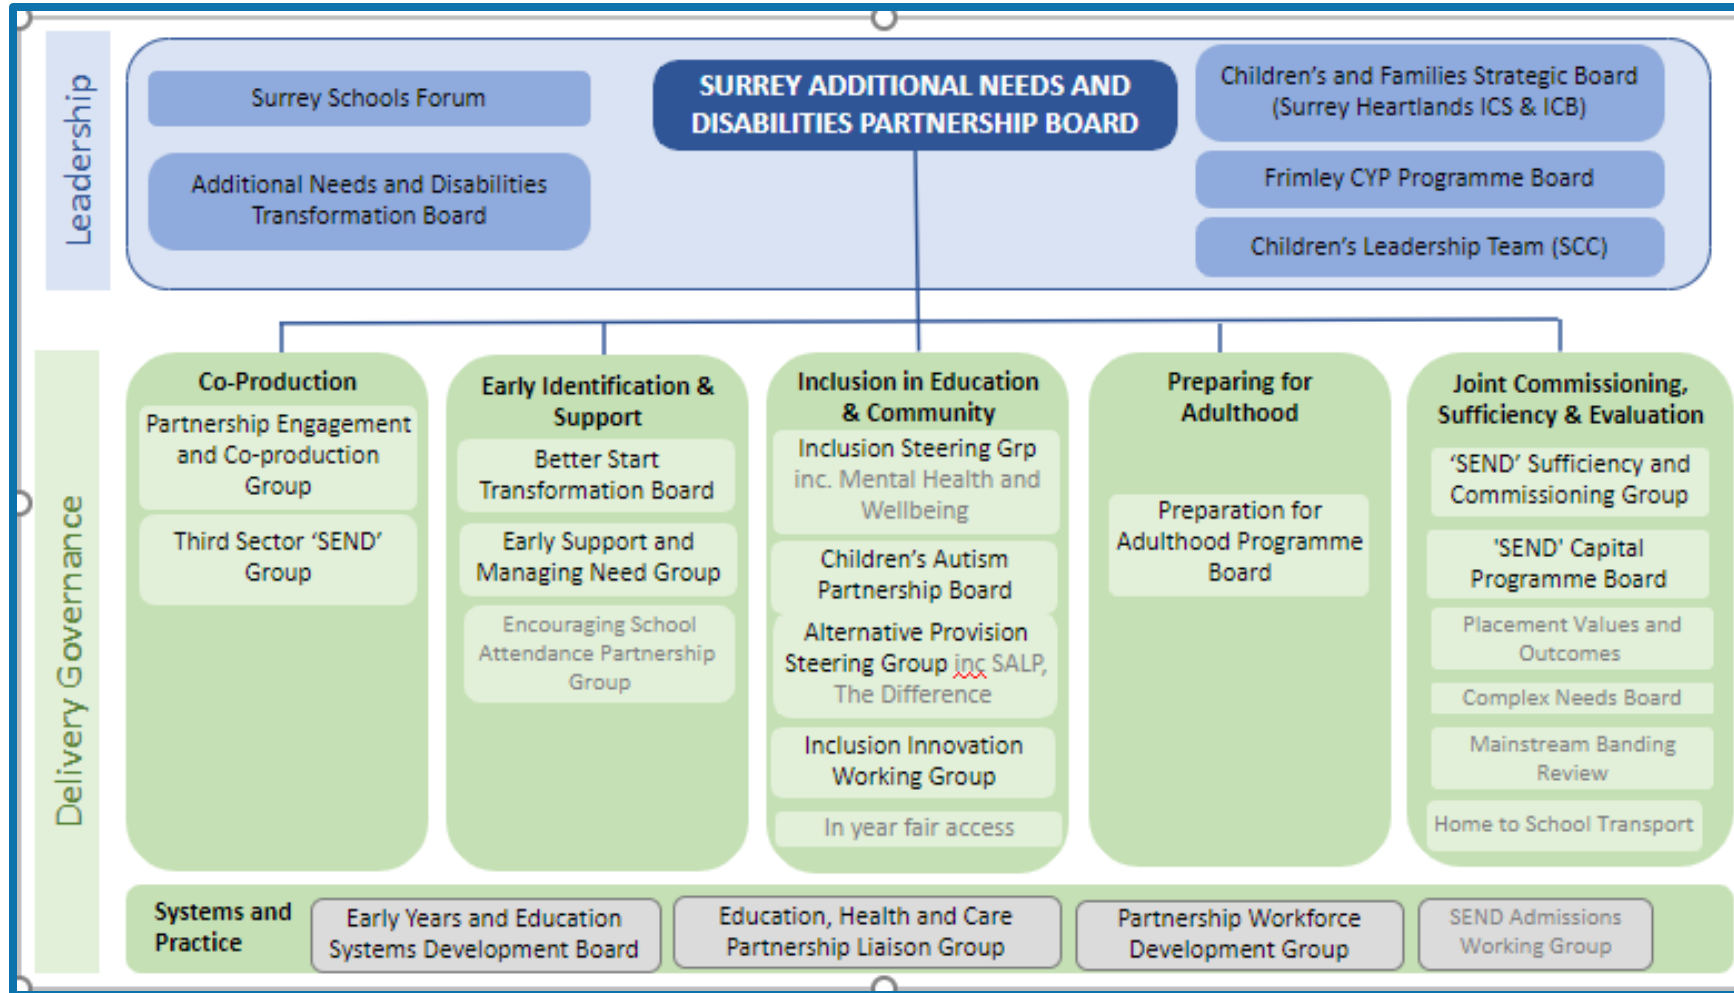 Leadership
Surrey Schools Forum
Additional Needs and Disabilities
Transformation Board
SURREY ADDITIONAL NEEDS AND
DISABILITIES PARTNERSHIP BOARD
Children's and Families Strategic Board
(Surrey Heartlands ICS & ICB)
Frimley CYP Programme Board
Children's Leadership Team (SCC)
Delivery Governance
Co-Production
Partnership Engagement
and Co-production
Group
Third Sector ‘SEND’
Group
Early Identification &
Support
Better Start
Transformation Board
Early Support and
Managing Need Group
Encouraging School
Attendance Partnership
Group
Inclusion in Education
& Community
Inclusion Steering Grp
inc. Mental Health and
Wellbeing
Children’s Autism
Partnership Board
Alternative Provision
Steering Group inc SALP,
The Difference
Inclusion Innovation
Working Group
In year fair access
Preparing for
Adulthood
Preparation for
Adulthood Programme
Board
Joint Commissioning,
Sufficiency & Evaluation
‘SEND’ Sufficiency and
Commissioning Group
'SEND' Capital
Programme Board
Placement Values and
Outcomes
Complex Needs Board
Mainstream Banding
Review
Home to School Transport
Systems and
Practice
Early Years and Education
Systems Development Board
Education, Health and Care
Partnership Liaison Group
Partnership Workforce
Development Group
SEND Admissions
Working Group